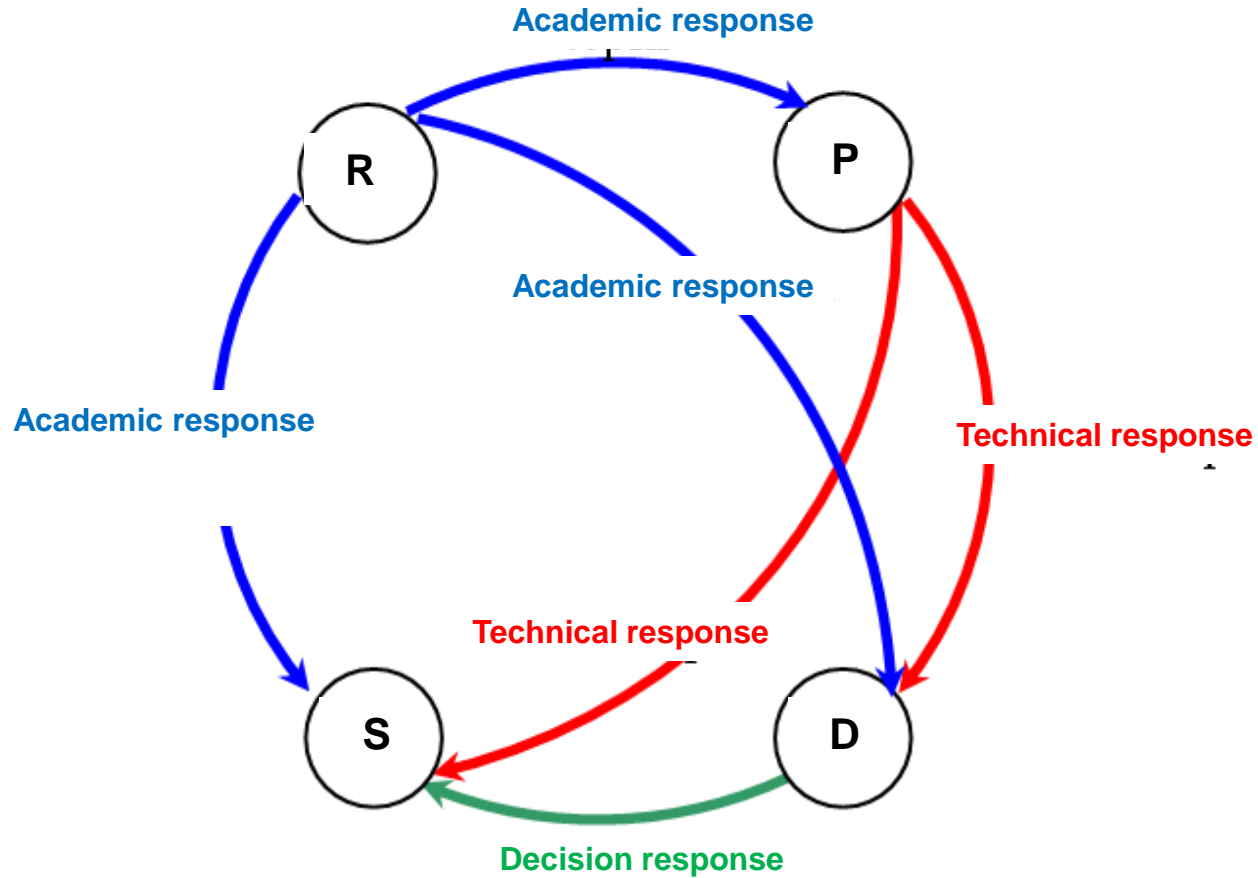 Academic response
R
P
Academic response
Academic response
Technical response
Technical response
S
D
Decision response